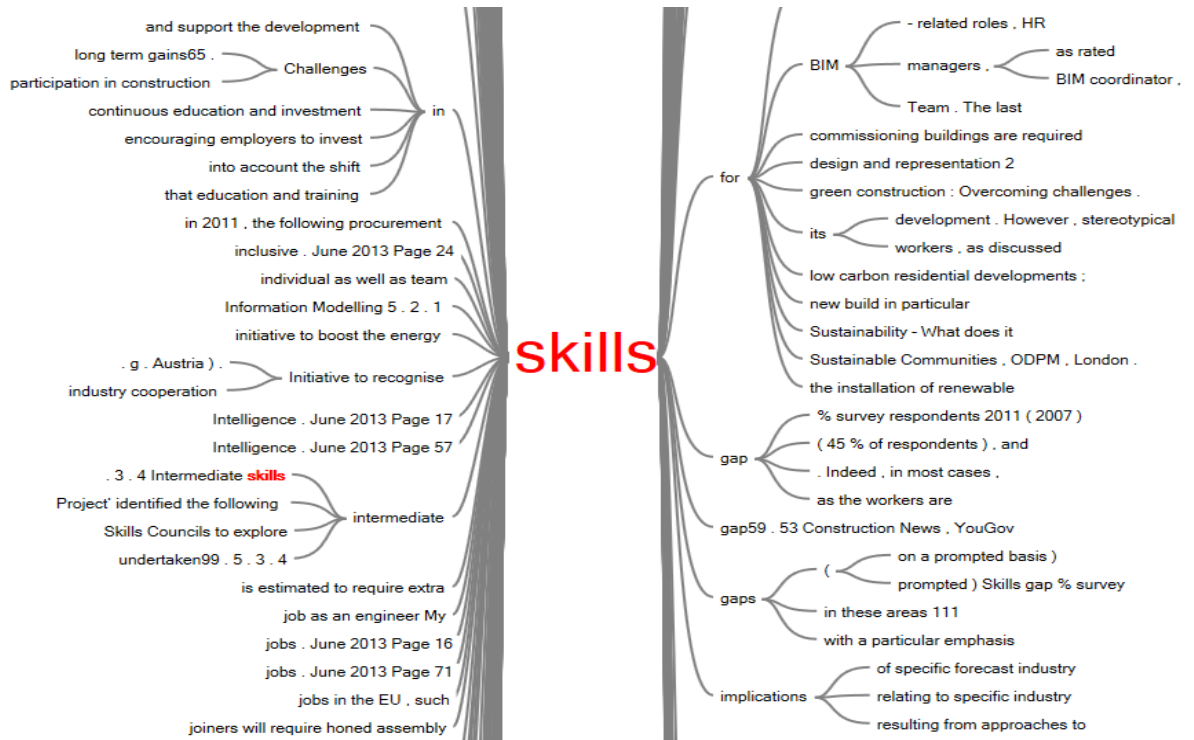 and support the development
long term gains65 .
participation in construction
Challenges
continuous education and investment
encouraging employers to invest
into account the shift
that education and training
in
in 2011 , the following procurement
inclusive . June 2013 Page 24
individual as well as team
Information Modelling 5 . 2 . 1
initiative to boost the energy
. g . Austria ) .
industry cooperation
Initiative to recognise
Intelligence . June 2013 Page 17
Intelligence . June 2013 Page 57
. 3 . 4 Intermediate skills
Project' identified the following
Skills Councils to explore
undertaken99 . 5 . 3 . 4
intermediate
is estimated to require extra
job as an engineer My
jobs . June 2013 Page 16
jobs . June 2013 Page 71
jobs in the EU , such
joiners will require honed assembly
skills
for
BIM
- related roles , HR
managers ,
as rated
BIM coordinator ,
Team . The last
commissioning buildings are required
design and representation 2
green construction : Overcoming challenges .
its
development . However , stereotypical
workers , as discussed
low carbon residential developments ;
new build in particular
Sustainability - What does it
Sustainable Communities , ODPM , London .
the installation of renewable
gap
% survey respondents 2011 ( 2007 )
( 45 % of respondents ) , and
. Indeed , in most cases ,
as the workers are
gap59 . 53 Construction News , YouGov
gaps
(
on a prompted basis )
prompted ) Skills gap % survey
in these areas 111
with a particular emphasis
implications
of specific forecast industry
relating to specific industry
resulting from approaches to